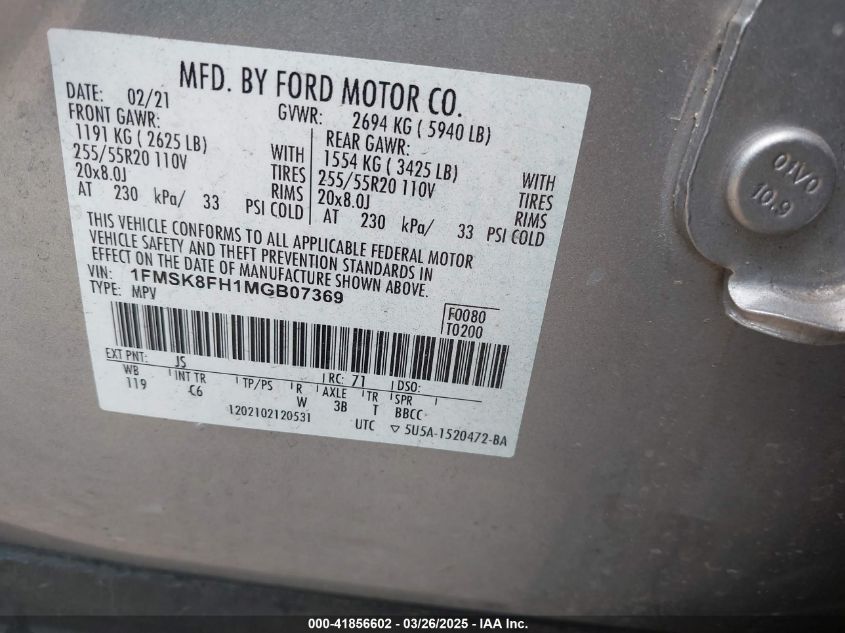 MFD. BY FORD MOTOR CO.
DATE: 02/21 GVWR: 2694 KG ( 5940 LB)
FRONT GAWR: REAR GAWR:
1191 KG ( 2625 LB) WITH 1554 KG ( 3425 LB) WITH
255/55R20 110V TIRES 255/55R20 110V TIRES
20x8.0J RIMS 20x8.0J RIMS
AT 230 kPa/ 33 PSI COLD AT 230 kPa/ 33 PSI COLD
THIS VEHICLE CONFORMS TO ALL APPLICABLE FEDERAL MOTOR
VEHICLE SAFETY AND THEFT PREVENTION STANDARDS IN
EFFECT ON THE DATE OF MANUFACTURE SHOWN ABOVE.
VIN: 1FMSK8FH1MGB07369
TYPE: MPV
F0080
T0200
EXT PNT: JS RC: 71 DSO:
WB INT TR TP/PS R AXLE TR SPR
119 C6 W 3B T BBCC
1202102120531 UTC ▽ 5U5A-1520472-BA
OIVO
10.9
000-41856602 / 03/26/2025 - IAA, Inc.